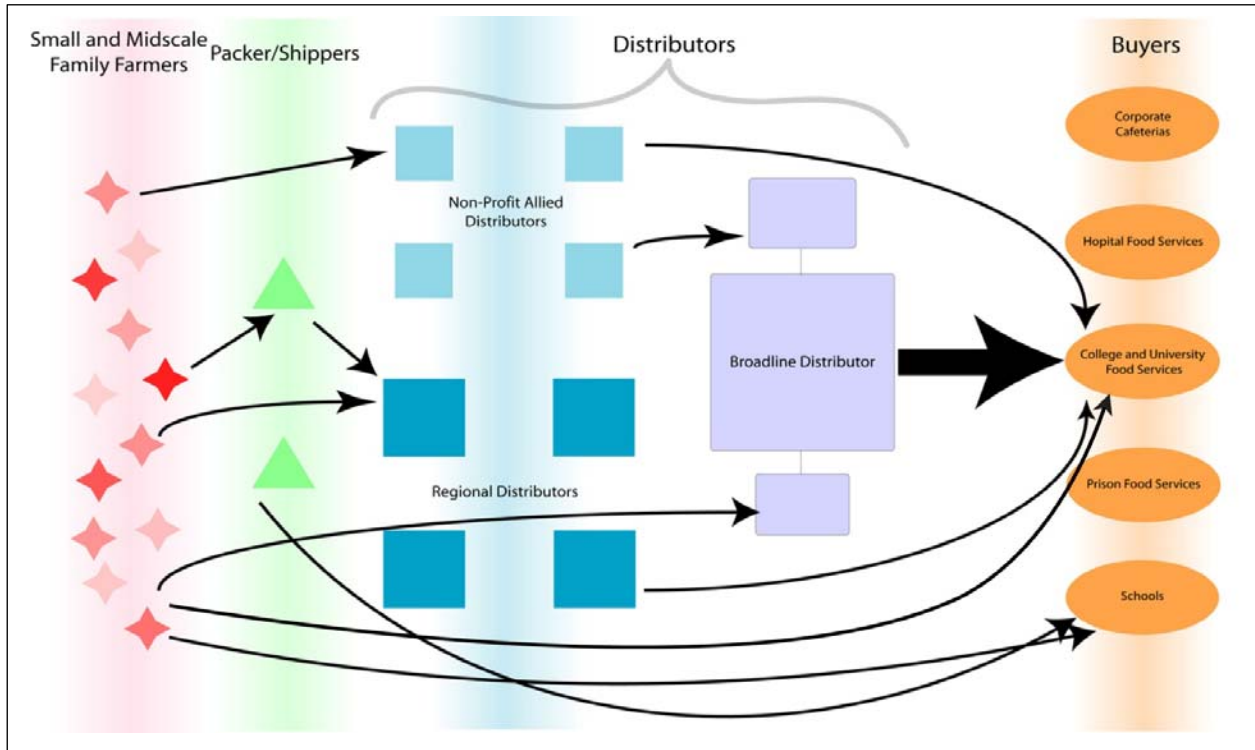 Small and Midscale
Family Farmers
Packer/Shippers
Distributors
Buyers
Corporate
Cafeterias
Non-Profit Allied
Distributors
Hopital Food Services
Broadline Distributor
College and University
Food Services
Regional Distributors
Prison Food Services
Schools